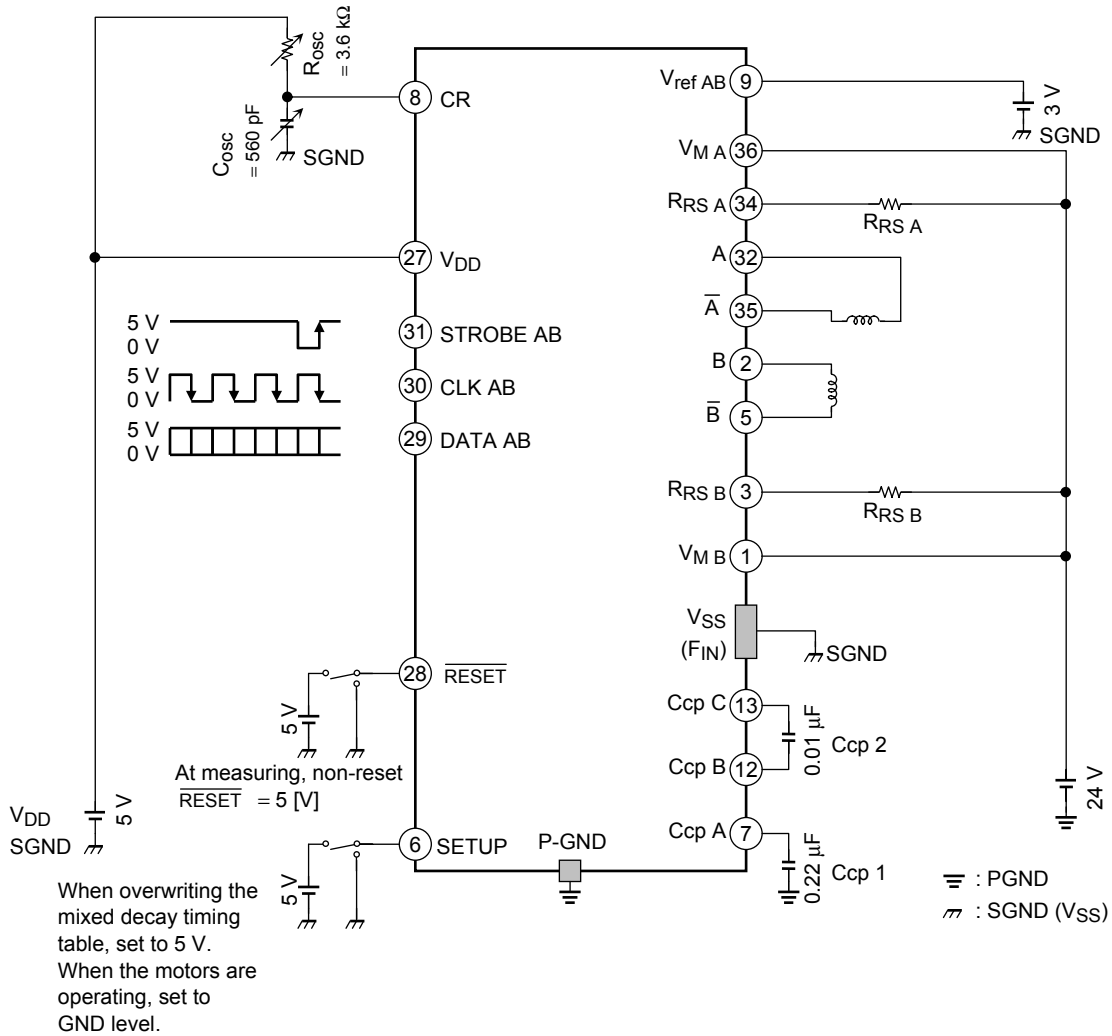 Rosc
= 3.6 kΩ
Cosc
= 560 pF
SGND
8 CR
27 VDD
5 V
0 V
31 STROBE AB
5 V
0 V
30 CLK AB
5 V
0 V
29 DATA AB
28 RESET
5 V
At measuring, non-reset
RESET = 5 [V]
VDD
SGND
5 V
6 SETUP
5 V
When overwriting the
mixed decay timing
table, set to 5 V.
When the motors are
operating, set to
GND level.
P-GND
Vref AB 9
3 V
SGND
VM A 36
RRS A 34
RRS A
A 32
A̅ 35
B 2
B̅ 5
RRS B 3
RRS B
VM B 1
VSS
(FIN)
SGND
Ccp C 13
0.01 µF
Ccp 2
Ccp B 12
Ccp A 7
0.22 µF
Ccp 1
24 V
: PGND
: SGND (VSS)